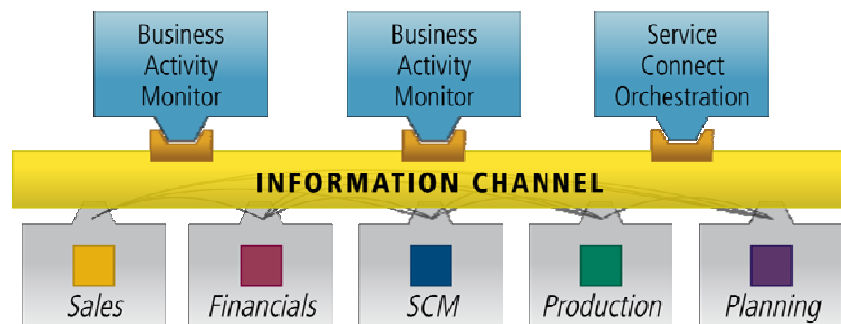 Business
Activity
Monitor
Business
Activity
Monitor
Service
Connect
Orchestration
INFORMATION CHANNEL
Sales
Financials
SCM
Production
Planning